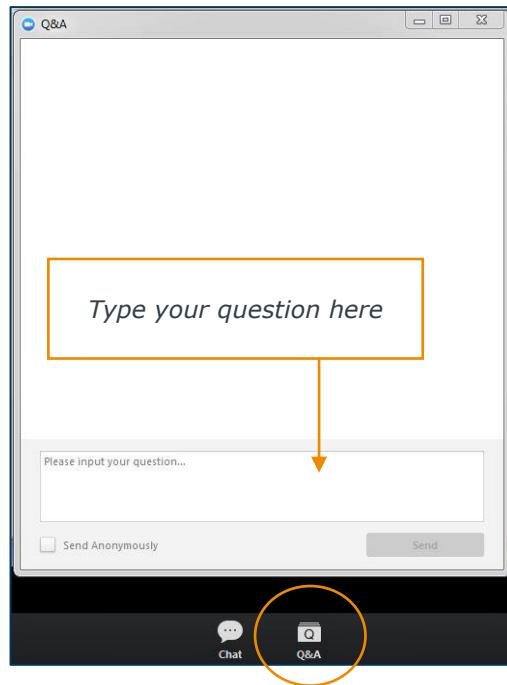 Q&A
Type your question here
Please input your question...
Send Anonymously
Send
Q
Chat
Q&A